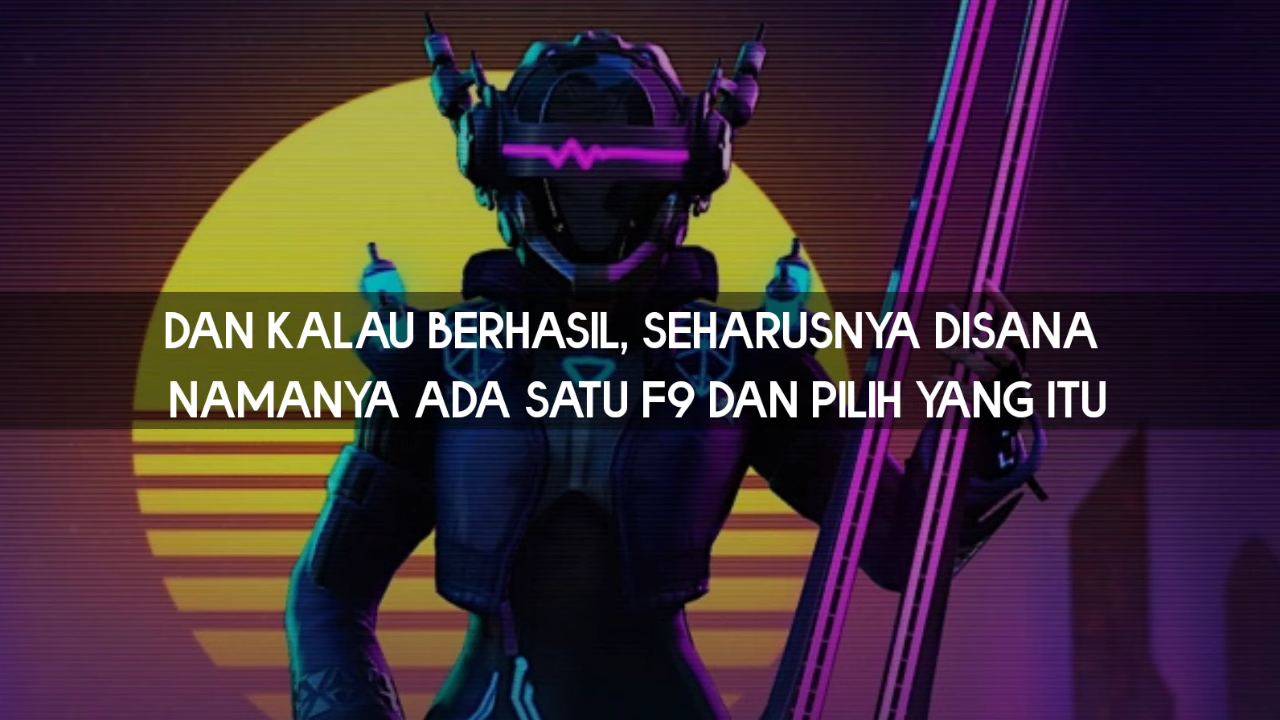 DAN KALAU BERHASIL, SEHARUSNYA DISANA
NAMANYA ADA SATU F9 DAN PILIH YANG ITU